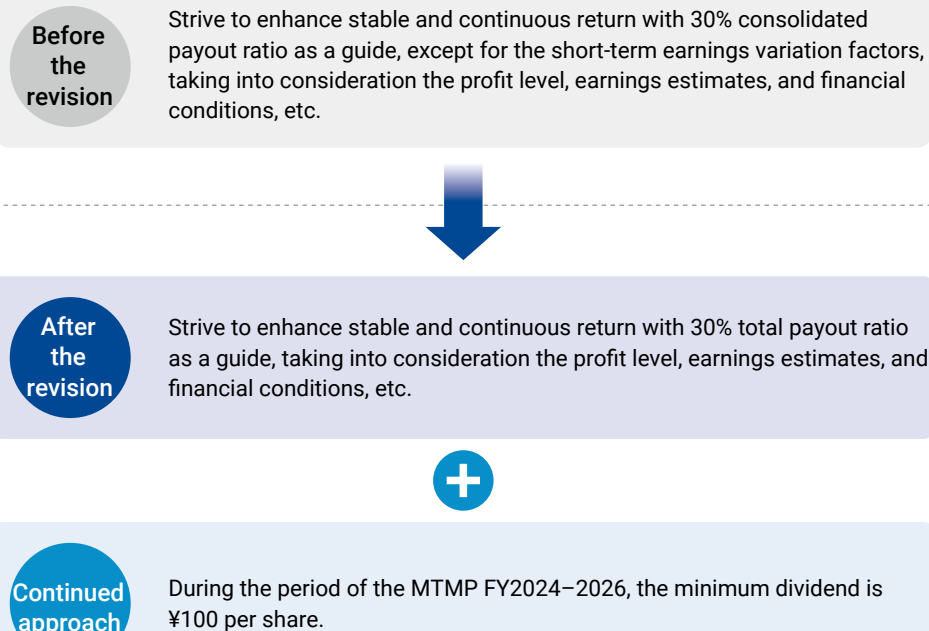 Before
the
revision
Strive to enhance stable and continuous return with 30% consolidated
payout ratio as a guide, except for the short-term earnings variation factors,
taking into consideration the profit level, earnings estimates, and financial
conditions, etc.
After
the
revision
Strive to enhance stable and continuous return with 30% total payout ratio
as a guide, taking into consideration the profit level, earnings estimates, and
financial conditions, etc.
Continued
approach
During the period of the MTMP FY2024–2026, the minimum dividend is
¥100 per share.